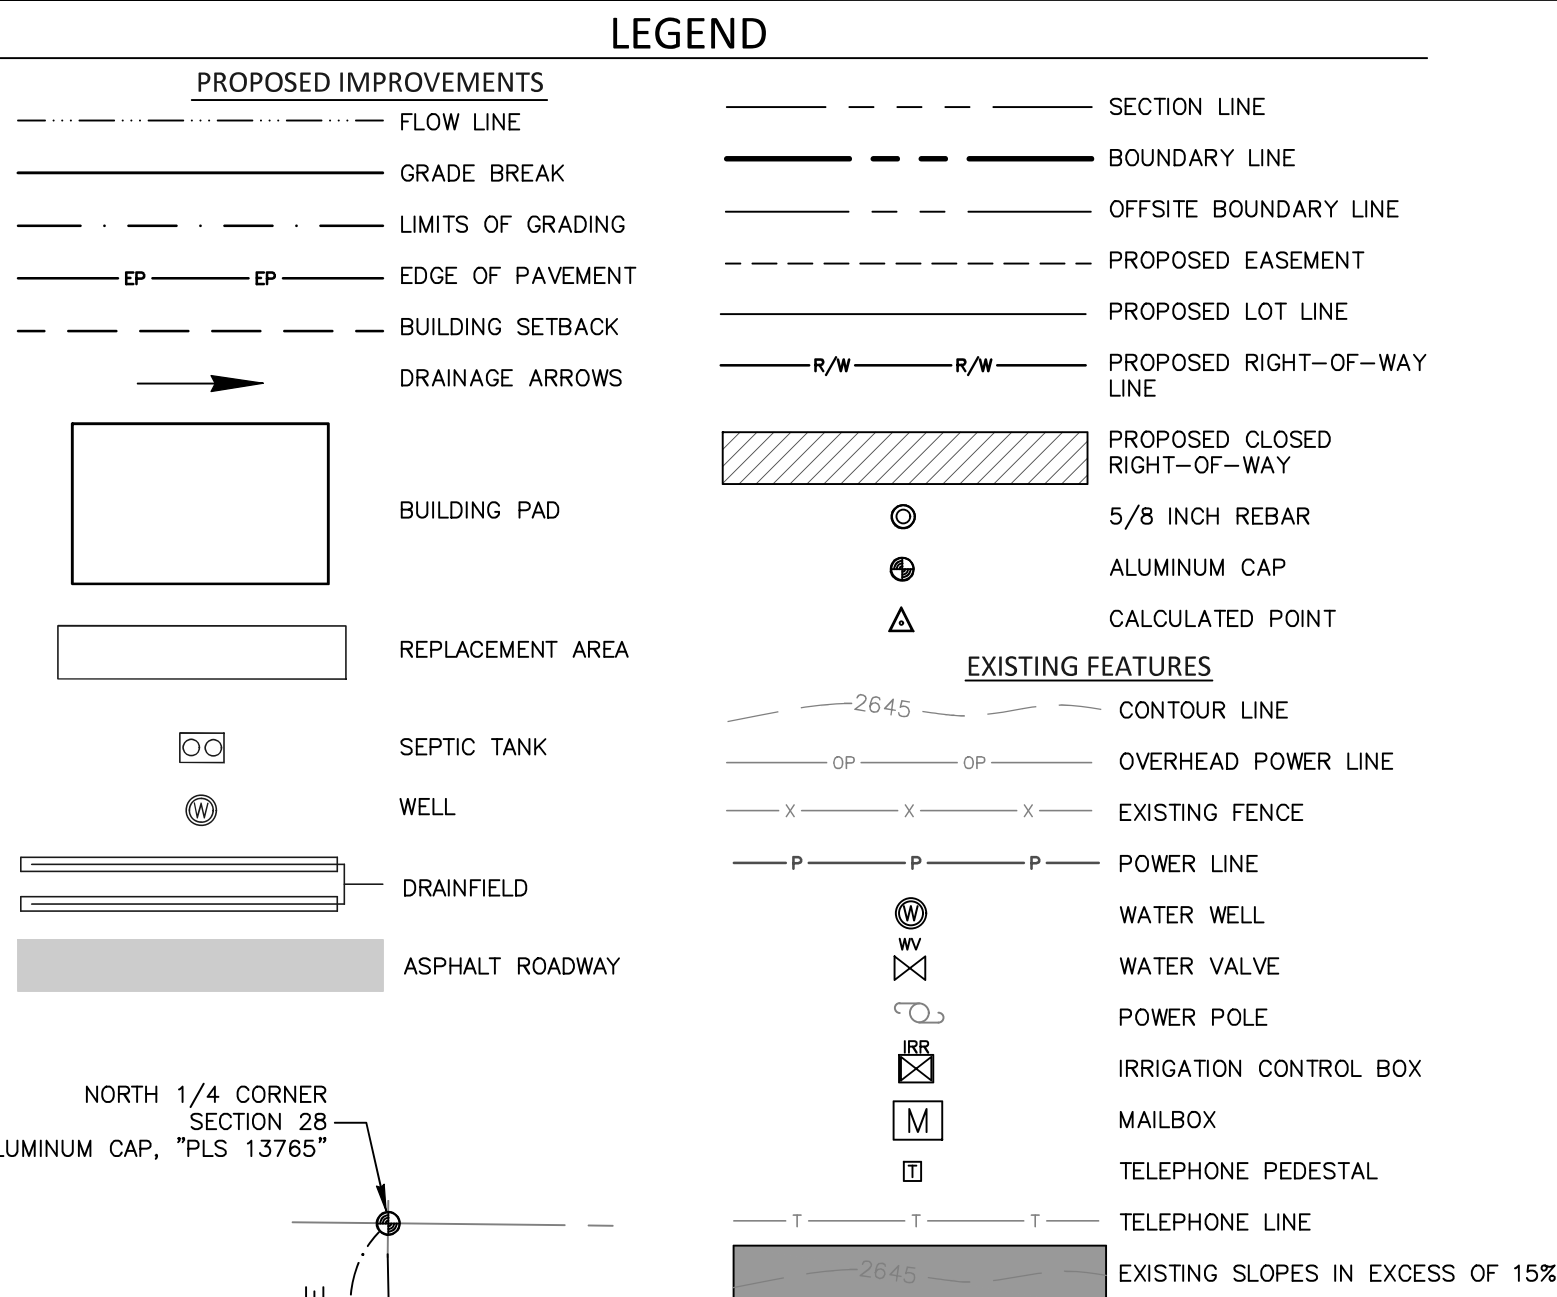 LEGEND
PROPOSED IMPROVEMENTS
FLOW LINE
GRADE BREAK
LIMITS OF GRADING
EP EP EDGE OF PAVEMENT
BUILDING SETBACK
DRAINAGE ARROWS
BUILDING PAD
REPLACEMENT AREA
SEPTIC TANK
W WELL
DRAINFIELD
ASPHALT ROADWAY
NORTH 1/4 CORNER
SECTION 28
LUMINUM CAP, "PLS 13765"
E
SECTION LINE
BOUNDARY LINE
OFFSITE BOUNDARY LINE
PROPOSED EASEMENT
PROPOSED LOT LINE
R/W R/W PROPOSED RIGHT-OF-WAY
LINE
PROPOSED CLOSED
RIGHT-OF-WAY
5/8 INCH REBAR
ALUMINUM CAP
CALCULATED POINT
EXISTING FEATURES
2645 CONTOUR LINE
OP OP OVERHEAD POWER LINE
X X X EXISTING FENCE
P P P POWER LINE
W WATER WELL
WV
WATER VALVE
POWER POLE
IRR
IRRIGATION CONTROL BOX
M MAILBOX
T TELEPHONE PEDESTAL
T T T TELEPHONE LINE
2645 EXISTING SLOPES IN EXCESS OF 15%